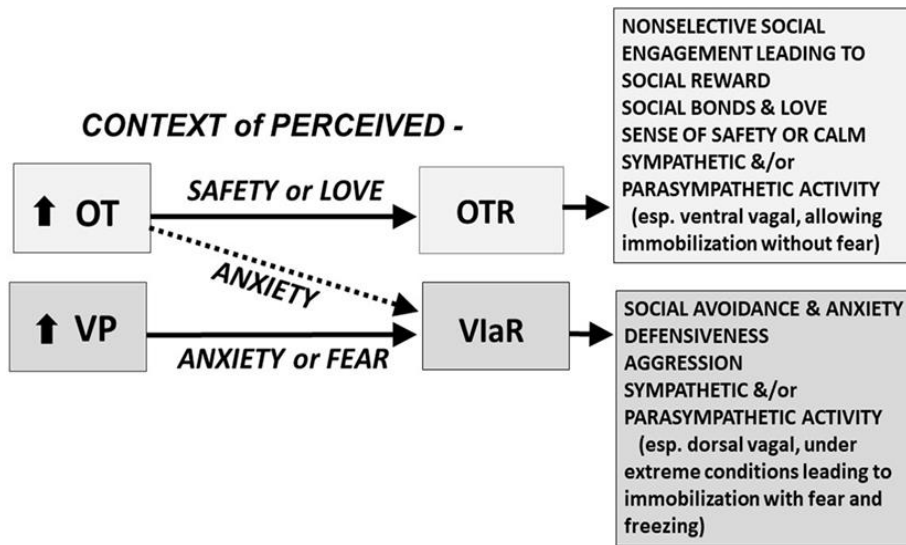 NONSELECTIVE SOCIAL
ENGAGEMENT LEADING TO
SOCIAL REWARD
SOCIAL BONDS & LOVE
SENSE OF SAFETY OR CALM
SYMPATHETIC &/or
PARASYMPATHETIC ACTIVITY
(esp. ventral vagal, allowing
immobilization without fear)
CONTEXT of PERCEIVED -
⬆ OT
SAFETY or LOVE
OTR
ANXIETY
⬆ VP
ANXIETY or FEAR
VIaR
SOCIAL AVOIDANCE & ANXIETY
DEFENSIVENESS
AGGRESSION
SYMPATHETIC &/or
PARASYMPATHETIC ACTIVITY
(esp. dorsal vagal, under
extreme conditions leading to
immobilization with fear and
freezing)